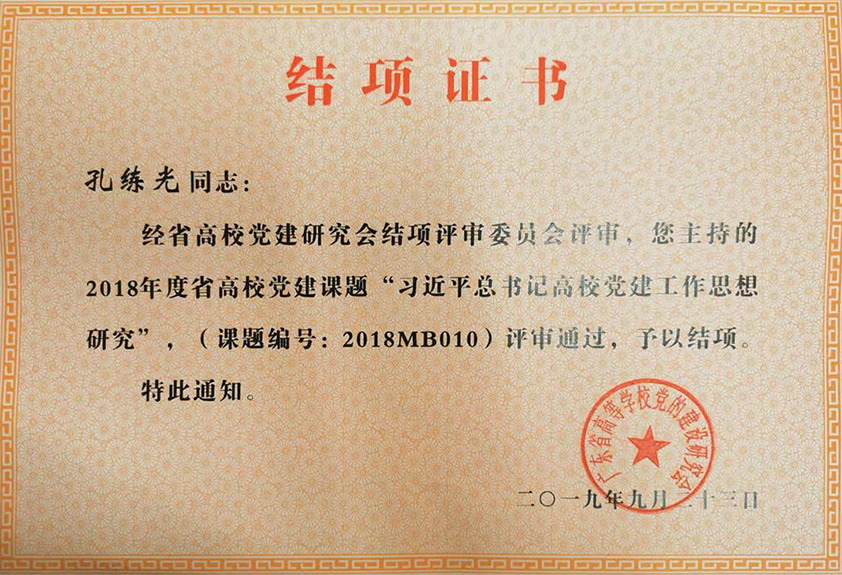 结项证书
孔练光同志：
经省高校党建研究会结项评审委员会评审，您主持的
2018年度省高校党建课题“习近平总书记高校党建工作思想
研究”，（课题编号：2018MB010）评审通过，予以结项。
特此通知。
广东省高等学校党的建设研究会
二〇一九年九月二十三日